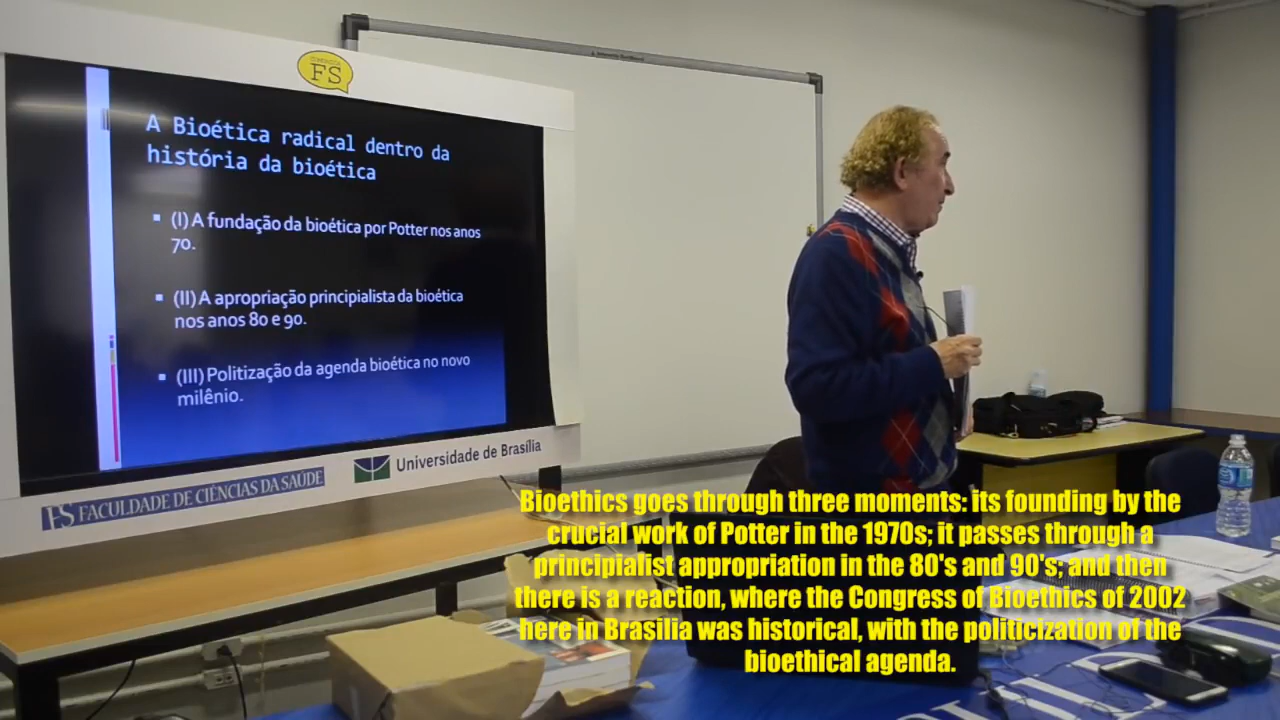 FS
A Bioética radical dentro da
história da bioética
(I) A fundação da bioética por Potter nos anos
70.
(II) A apropriação principialista da bioética
nos anos 80 e 90.
(III) Politização da agenda bioética no novo
milênio.
FS FACULDADE DE CIÊNCIAS DA SAÚDE
Universidade de Brasília
Bioethics goes through three moments: its founding by the
crucial work of Potter in the 1970s; it passes through a
principialist appropriation in the 80's and 90's; and then
there is a reaction, where the Congress of Bioethics of 2002
here in Brasilia was historical, with the politicization of the
bioethical agenda.